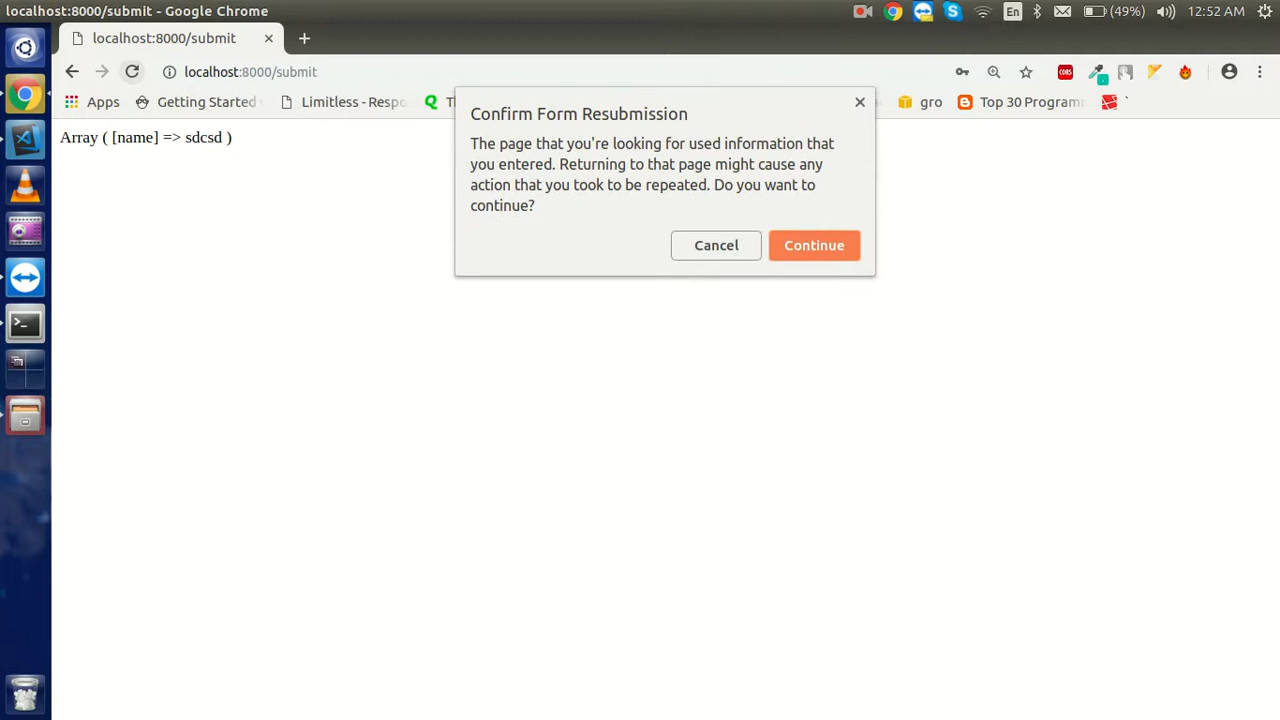 localhost:8000/submit - Google Chrome
En
(49%)
12:52 AM
localhost:8000/submit
localhost:8000/submit
CORS
Apps
Getting Started
Limitless - Respo
gro
Top 30 Program
Array ( [name] => sdcsd )
Confirm Form Resubmission
The page that you're looking for used information that
you entered. Returning to that page might cause any
action that you took to be repeated. Do you want to
continue?
Cancel
Continue